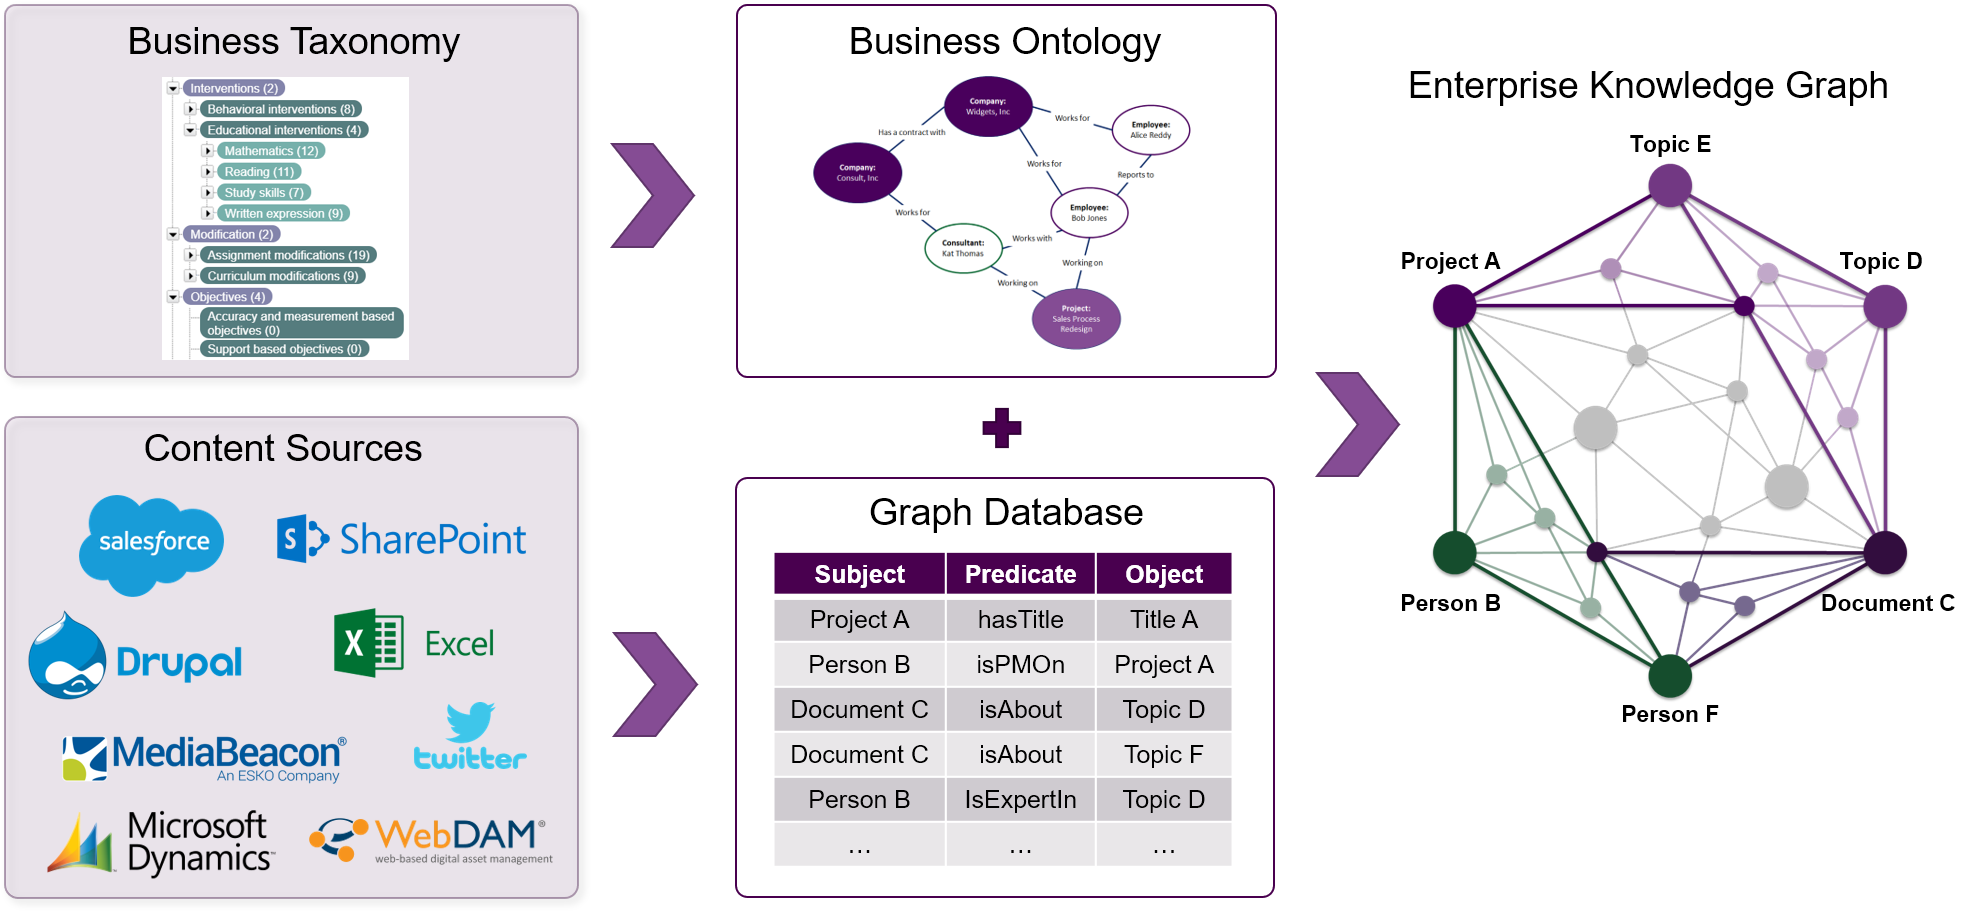 Business Taxonomy
Interventions (2)
Behavioral interventions (8)
Educational interventions (4)
Mathematics (12)
Reading (11)
Study skills (7)
Written expression (9)
Modification (2)
Assignment modifications (19)
Curriculum modifications (9)
Objectives (4)
Accuracy and measurement based
objectives (0)
Support based objectives (0)
Content Sources
salesforce
S
SharePoint
Drupal
X
Excel
MediaBeacon®
An ESKO Company
twitter
Microsoft
Dynamics™
WebDAM®
web-based digital asset management
Business Ontology
Company:
Widgets, Inc
Works for
Employee:
Alice Reddy
Has a contract with
Company:
Consult, Inc
Works for
Reports to
Works for
Employee:
Bob Jones
Consultant:
Kat Thomas
Works with
Working on
Working on
Project:
Sales Process
Redesign
Graph Database
Subject Predicate Object
Project A hasTitle Title A
Person B isPMOn Project A
Document C isAbout Topic D
Document C isAbout Topic F
Person B IsExpertIn Topic D
… … …
Enterprise Knowledge Graph
Topic E
Project A
Topic D
Person B
Document C
Person F